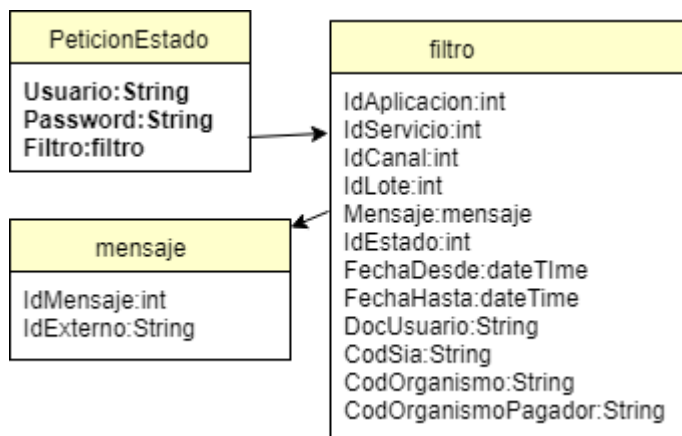 PeticionEstado
Usuario:String
Password:String
Filtro:filtro
filtro
IdAplicacion:int
IdServicio:int
IdCanal:int
IdLote:int
Mensaje:mensaje
IdEstado:int
FechaDesde:dateTIme
FechaHasta:dateTime
DocUsuario:String
CodSia:String
CodOrganismo:String
CodOrganismoPagador:String
mensaje
IdMensaje:int
IdExterno:String